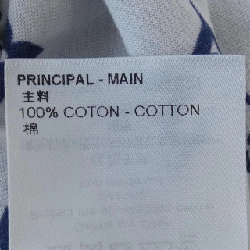 PRINCIPAL - MAIN
主料
100% COTON - COTTON
棉